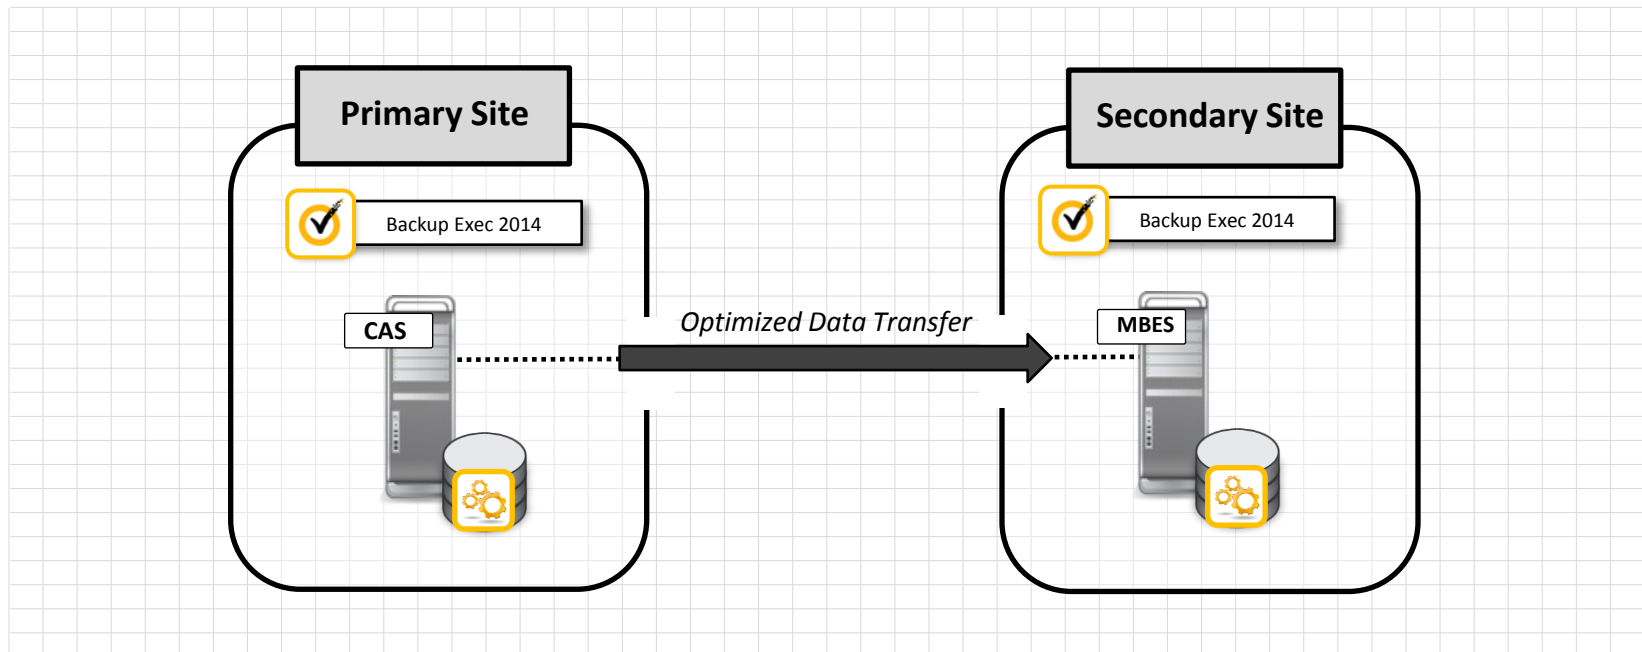 Primary Site
Secondary Site
Backup Exec 2014
Backup Exec 2014
CAS
Optimized Data Transfer
MBES